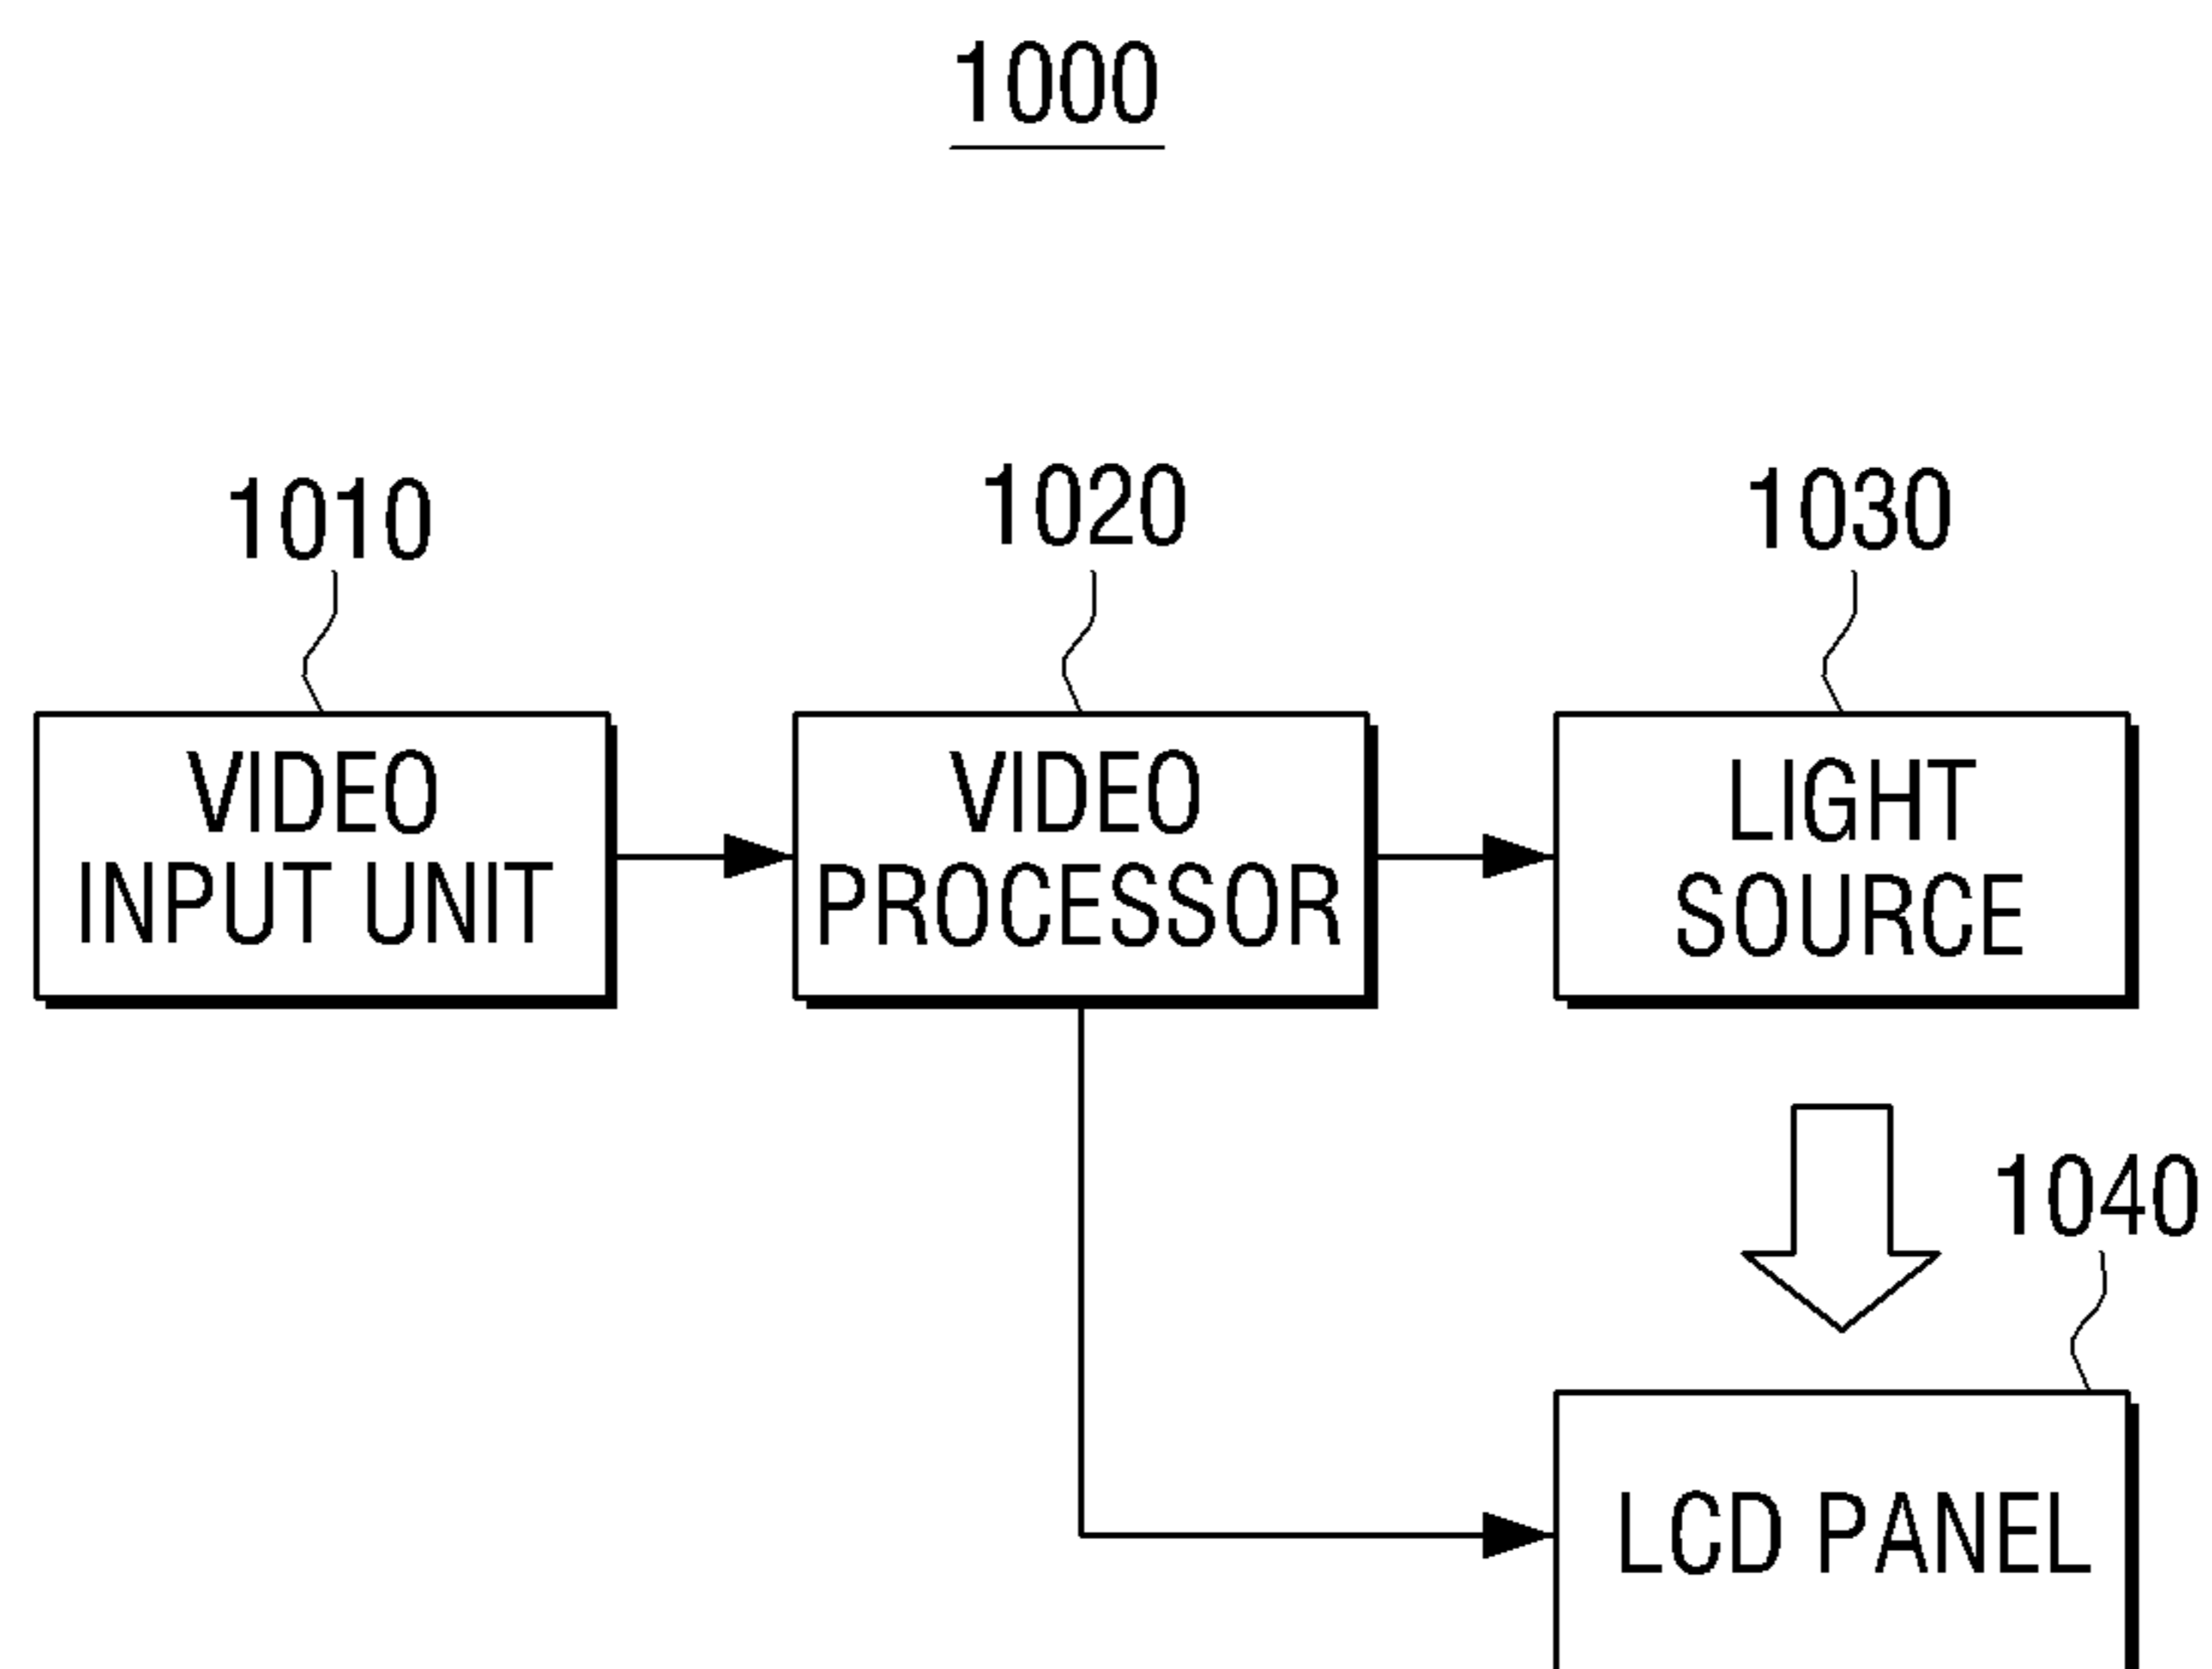 1000
1010
1020
1030
VIDEO
INPUT UNIT
VIDEO
PROCESSOR
LIGHT
SOURCE
1040
LCD PANEL